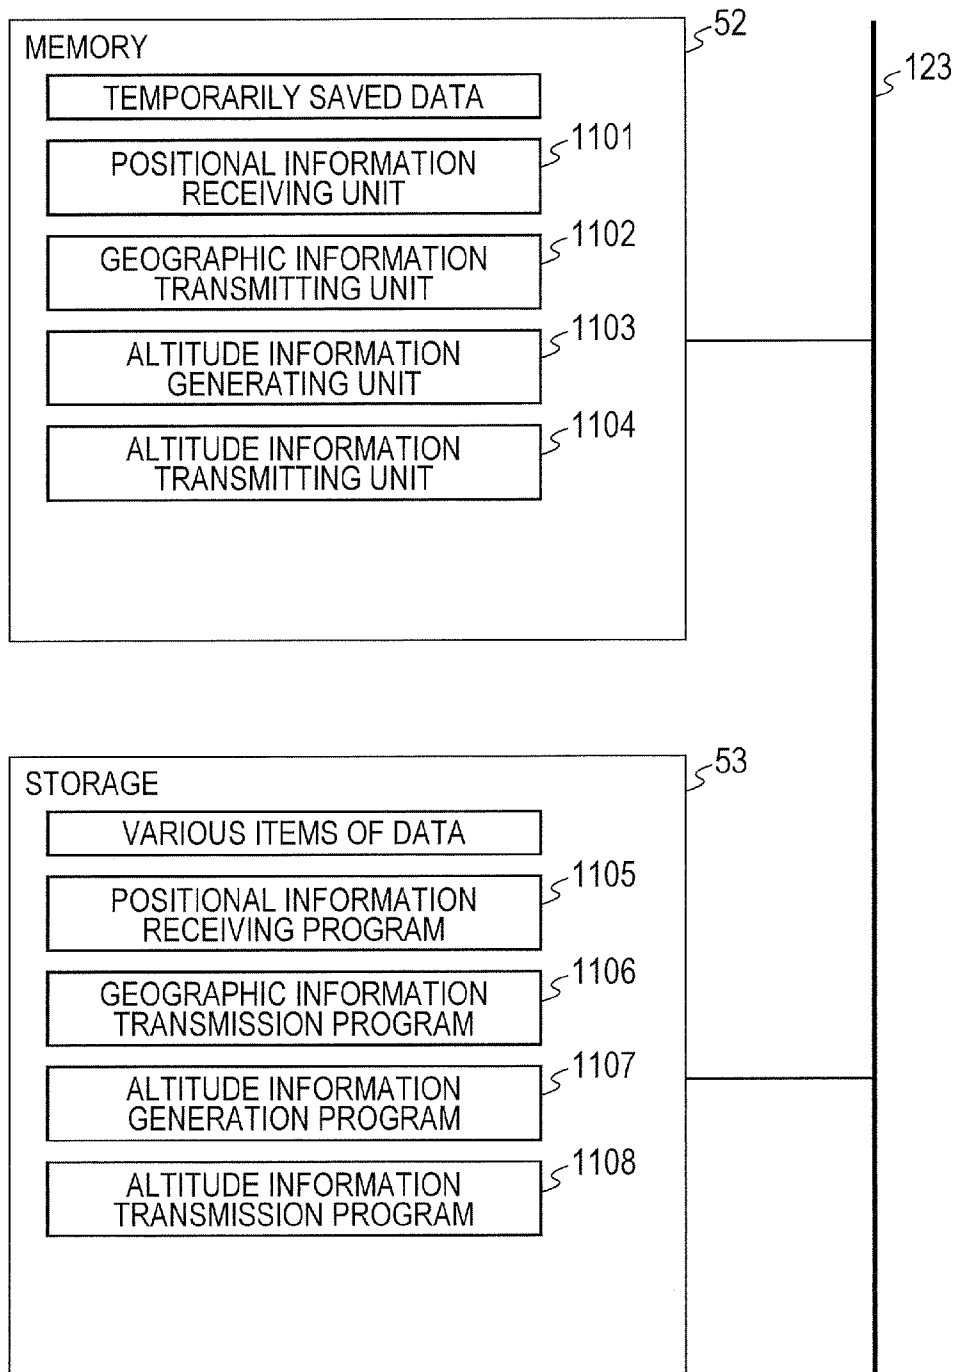 52
MEMORY
123
TEMPORARILY SAVED DATA
1101
POSITIONAL INFORMATION
RECEIVING UNIT
1102
GEOGRAPHIC INFORMATION
TRANSMITTING UNIT
1103
ALTITUDE INFORMATION
GENERATING UNIT
1104
ALTITUDE INFORMATION
TRANSMITTING UNIT
53
STORAGE
VARIOUS ITEMS OF DATA
1105
POSITIONAL INFORMATION
RECEIVING PROGRAM
1106
GEOGRAPHIC INFORMATION
TRANSMISSION PROGRAM
1107
ALTITUDE INFORMATION
GENERATION PROGRAM
1108
ALTITUDE INFORMATION
TRANSMISSION PROGRAM